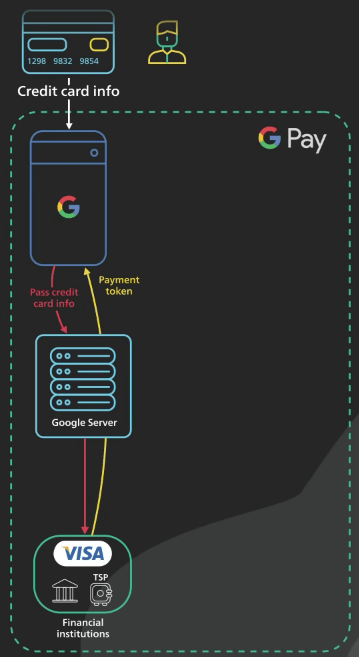 1298 9832 9854
Credit card info
G Pay
G
Payment
token
Pass credit
card info
Google Server
VISA
TSP
Financial
institutions